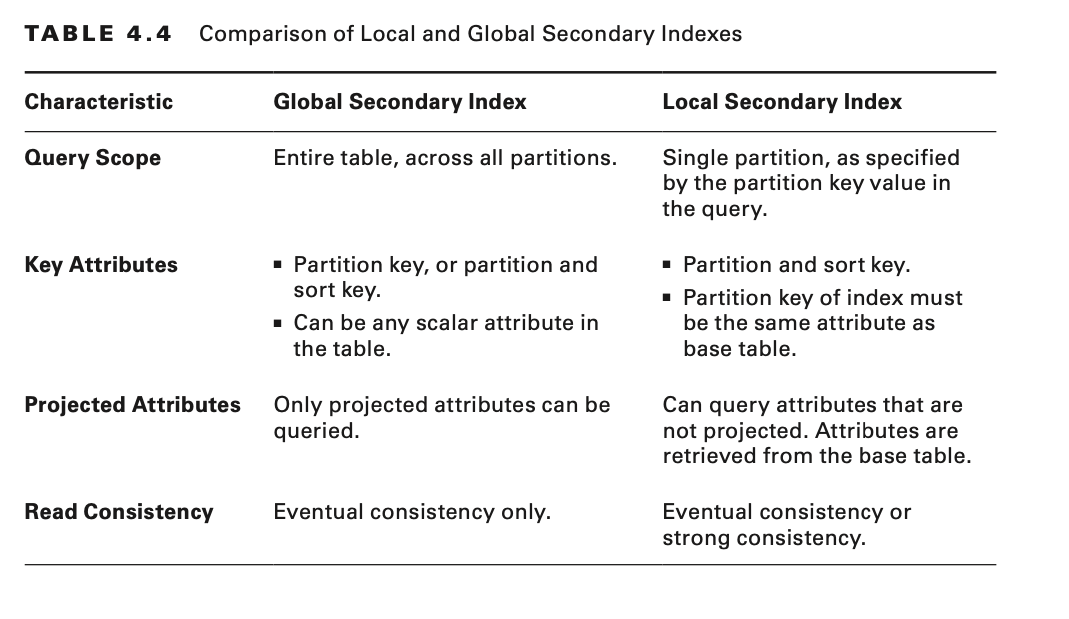 TABLE 4.4 Comparison of Local and Global Secondary Indexes
Characteristic
Global Secondary Index
Local Secondary Index
Query Scope
Entire table, across all partitions.
Single partition, as specified
by the partition key value in
the query.
Key Attributes
▪ Partition key, or partition and
sort key.
▪ Can be any scalar attribute in
the table.
▪ Partition and sort key.
▪ Partition key of index must
be the same attribute as
base table.
Projected Attributes
Only projected attributes can be
queried.
Can query attributes that are
not projected. Attributes are
retrieved from the base table.
Read Consistency
Eventual consistency only.
Eventual consistency or
strong consistency.